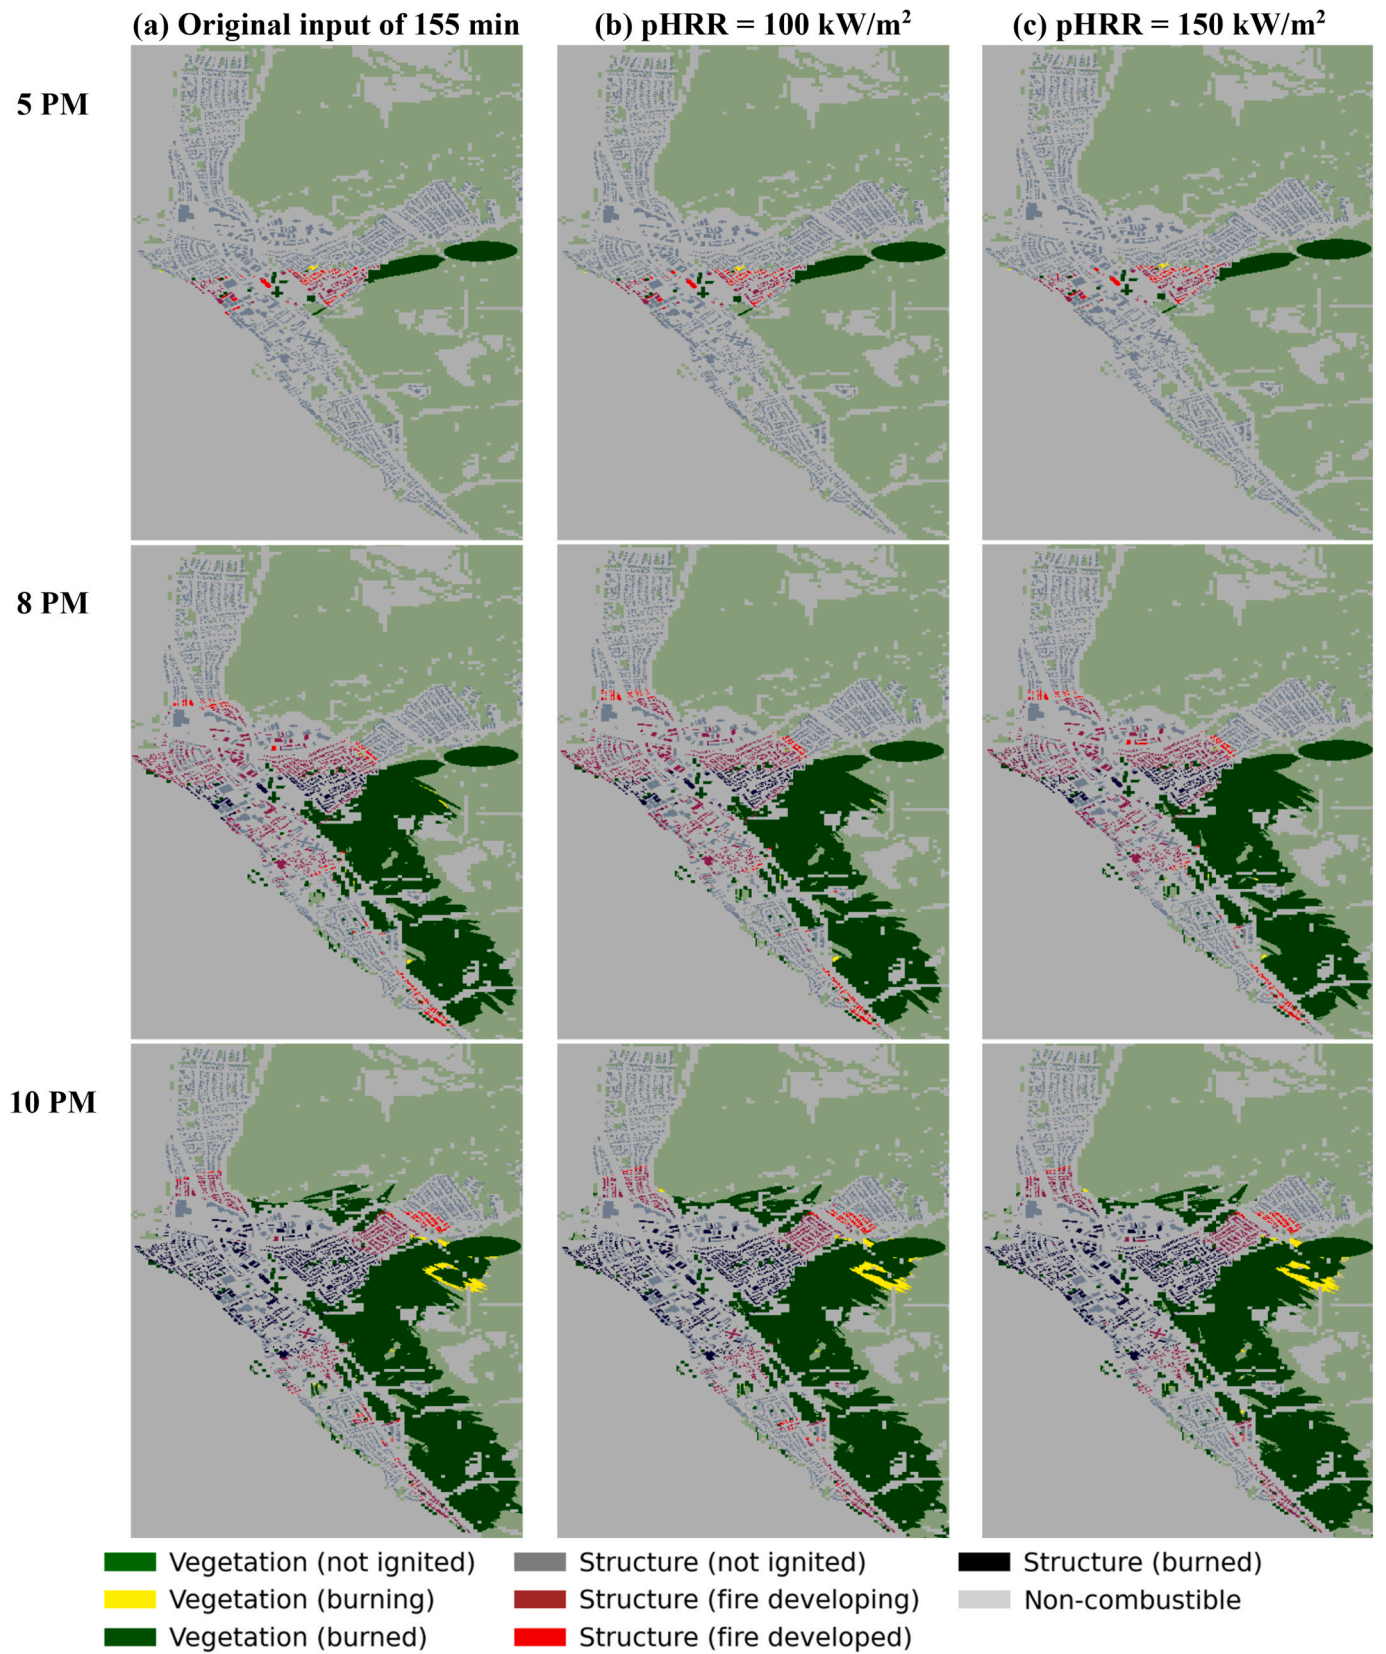 (a) Original input of 155 min
(b) pHRR = 100 kW/m²
(c) pHRR = 150 kW/m²
5 PM
8 PM
10 PM
Vegetation (not ignited)
Structure (not ignited)
Structure (burned)
Vegetation (burning)
Structure (fire developing)
Non-combustible
Vegetation (burned)
Structure (fire developed)